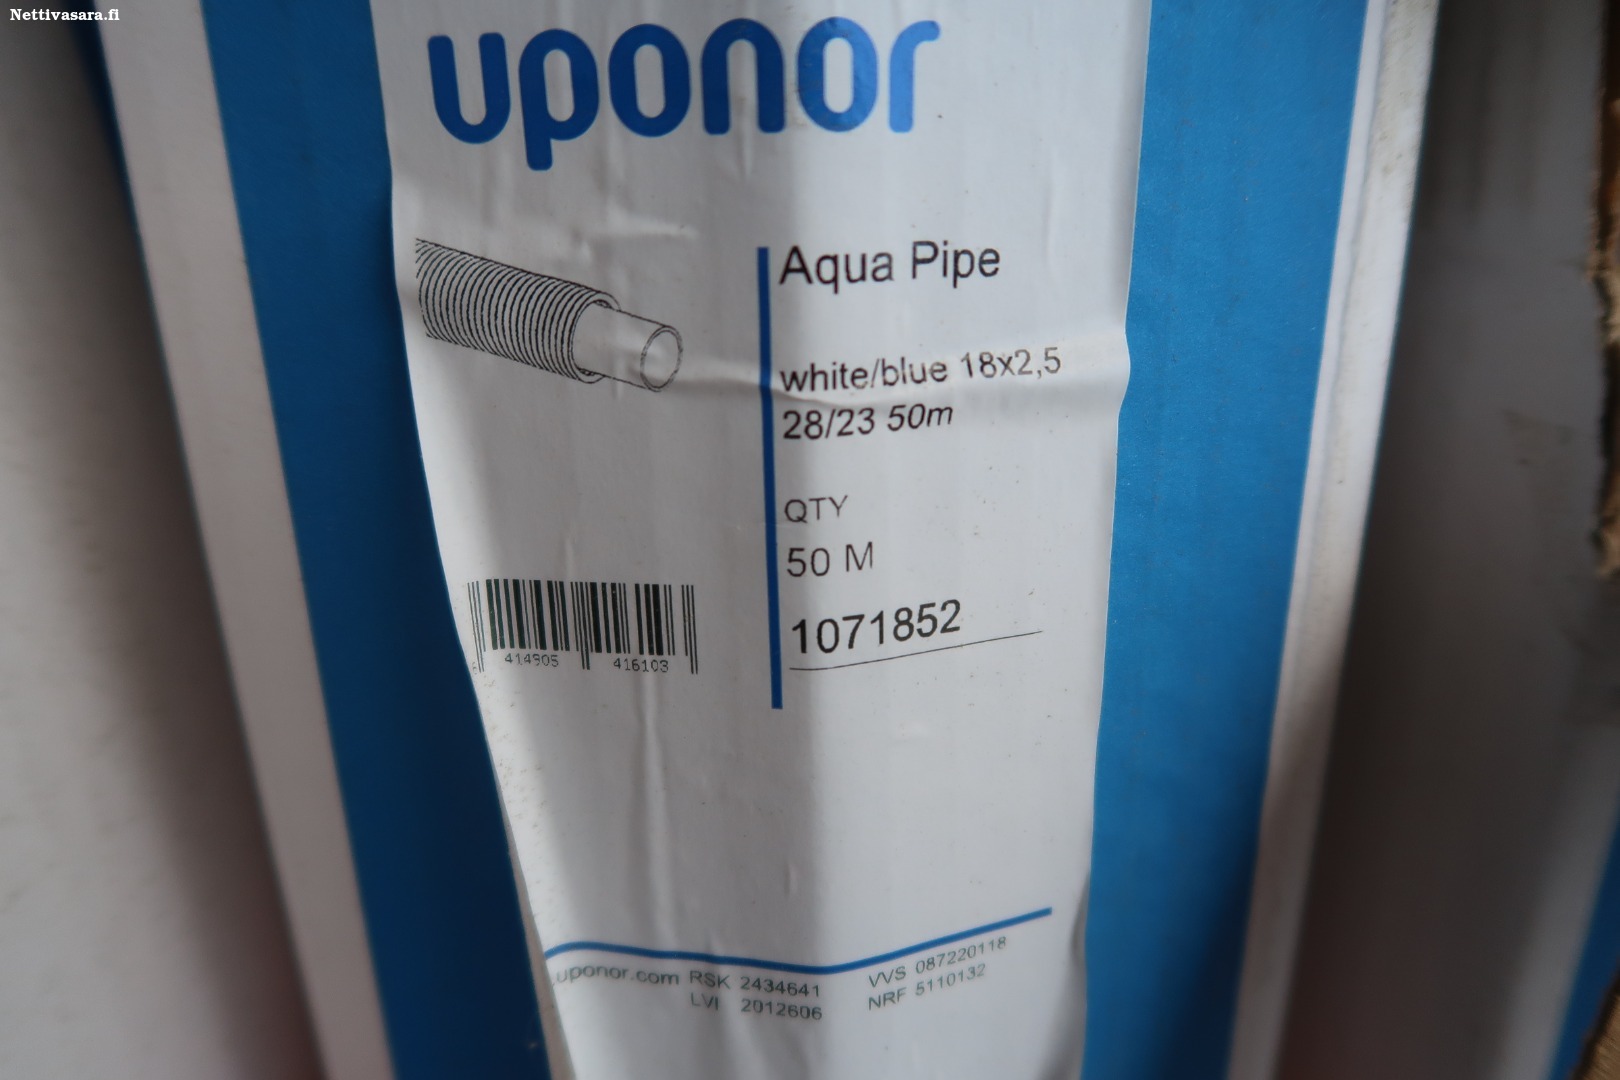 Nettivasara.fi
uponor
Aqua Pipe
white/blue 18x2,5
28/23 50m
QTY
50 M
1071852
414905 416103
uponor.com RSK 2434641 VVS 087220118
LVI 2012606 NRF 5110132